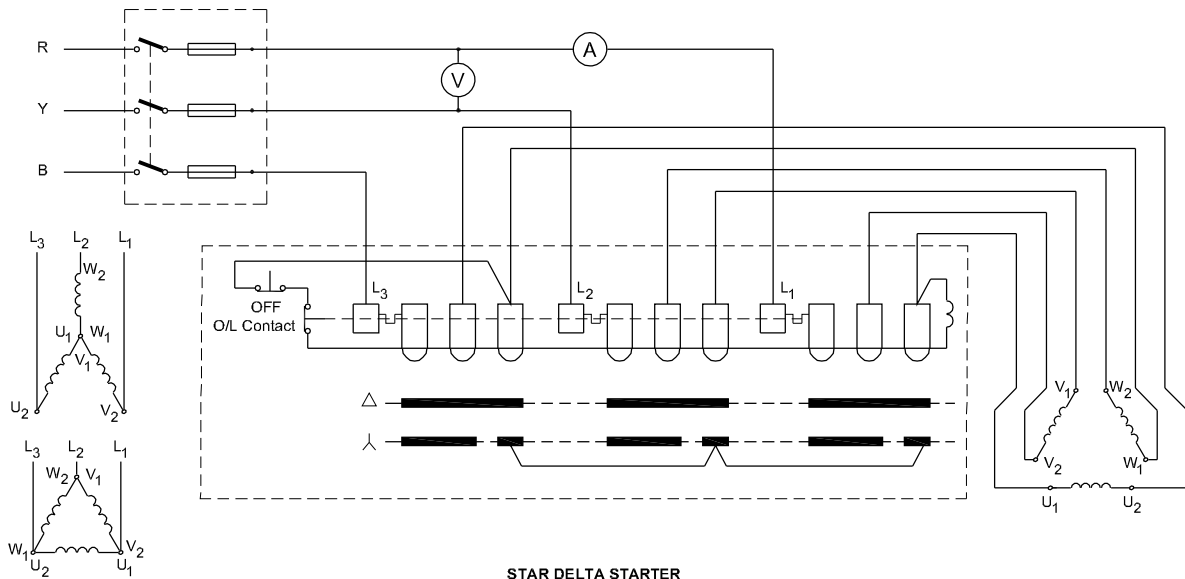 R
Y
B
V
A
L3 L2 L1
W2
U1 W1
V1
U2 V2
L3 L2 L1
W2 V1
W1 V2
U2 U1
OFF
O/L Contact
L3
L2
L1
V1 W2
V2 W1
U1 U2
STAR DELTA STARTER